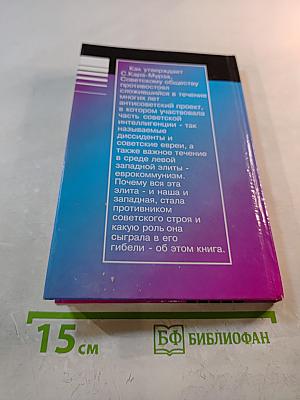 Как утверждает
С.Кара-Мурза,
Советскому обществу
противостоял
сложившийся в течение
многих лет
антисоветский проект,
в котором участвовала
часть советской
интеллигенции - так
называемые
диссиденты и
советские евреи, а
также важное течение
в среде левой
западной элиты -
еврокоммунизм.
Почему вся эта
элита - и наша и
западная, стала
противником
советского строя и
какую роль она
сыграла в его
гибели - об этом книга.
15 см
БФ БИБЛИОФАН